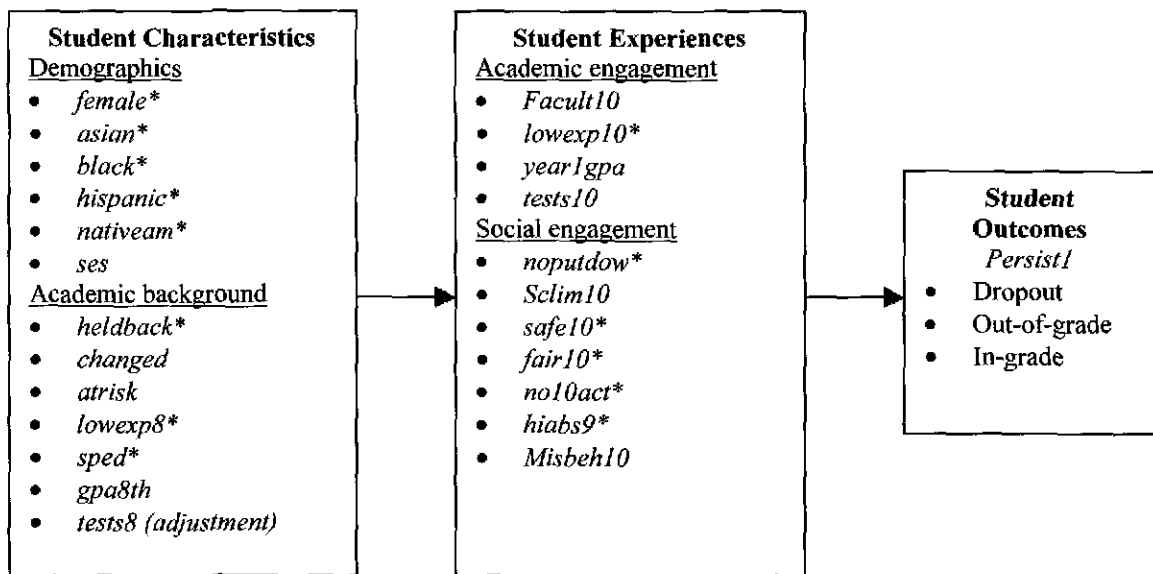 Student Characteristics
Demographics
• female*
• asian*
• black*
• hispanic*
• nativeam*
• ses
Academic background
• heldback*
• changed
• atrisk
• lowexp8*
• sped*
• gpa8th
• tests8 (adjustment)
Student Experiences
Academic engagement
• Facult10
• lowexp10*
• year1gpa
• tests10
Social engagement
• noputdow*
• Sclim10
• safe10*
• fair10*
• no10act*
• hiabs9*
• Misbeh10
Student
Outcomes
Persist1
• Dropout
• Out-of-grade
• In-grade